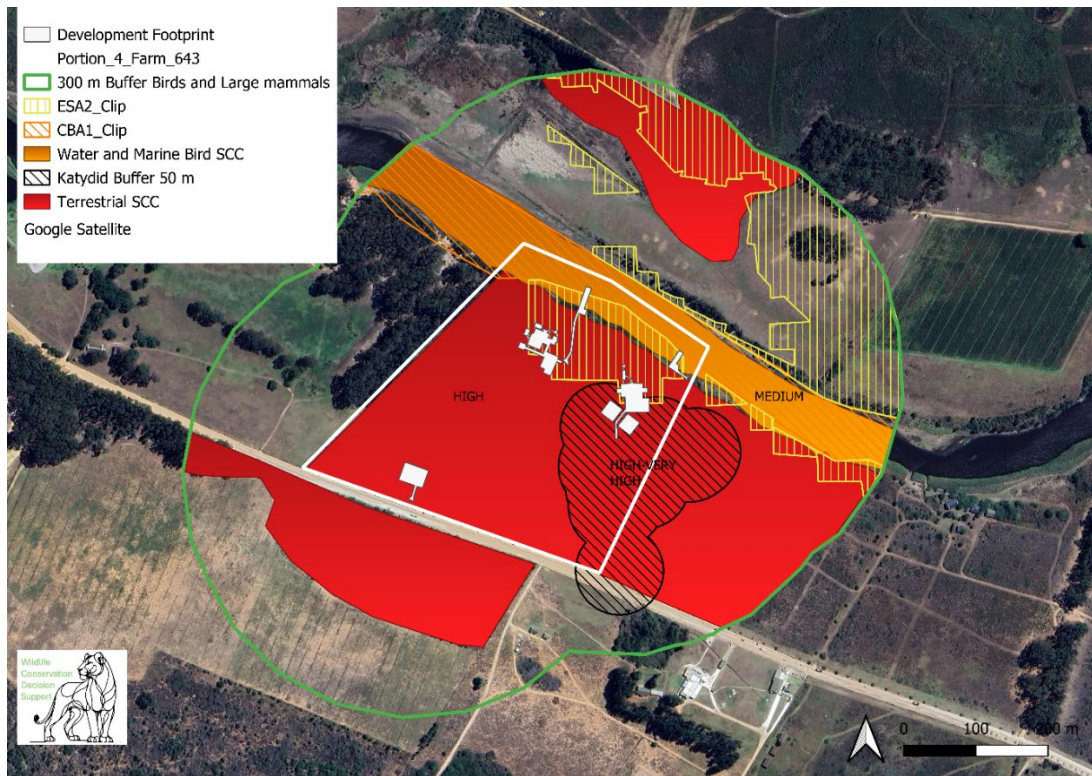 Development Footprint
Portion_4_Farm_643
300 m Buffer Birds and Large mammals
ESA2_Clip
CBA1_Clip
Water and Marine Bird SCC
Katydid Buffer 50 m
Terrestrial SCC
Google Satellite
HIGH
MEDIUM
HIGH-VERY
HIGH
Wildlife
Conservation
Decision
Support
0 100 200 m